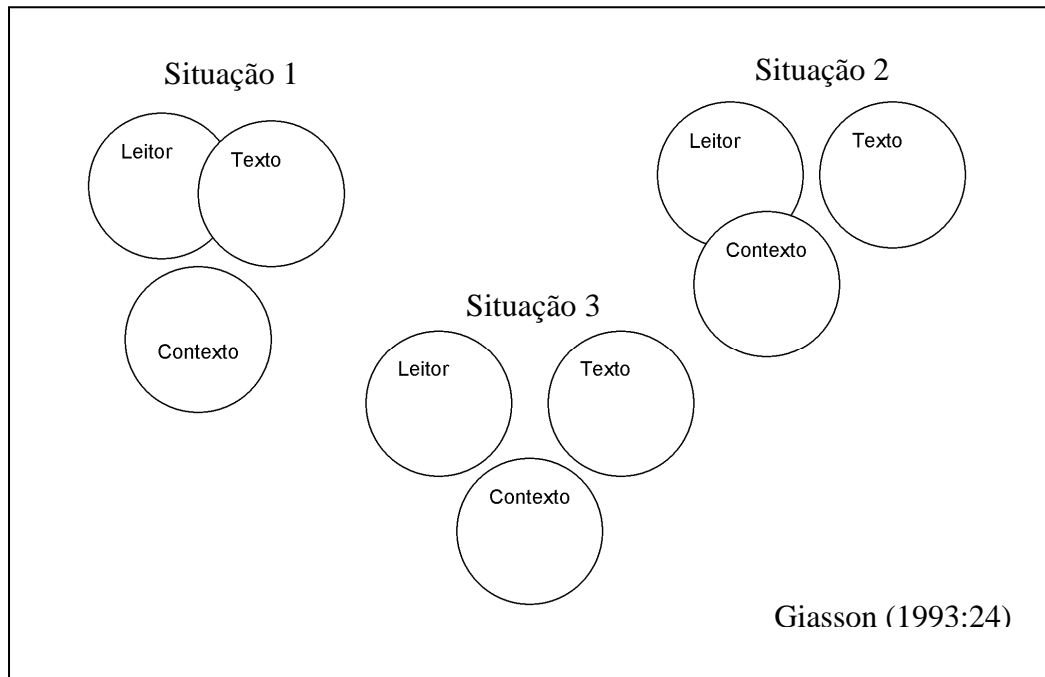 Situação 1
Leitor
Texto
Contexto
Situação 2
Leitor
Texto
Contexto
Situação 3
Leitor
Texto
Contexto
Giasson (1993:24)